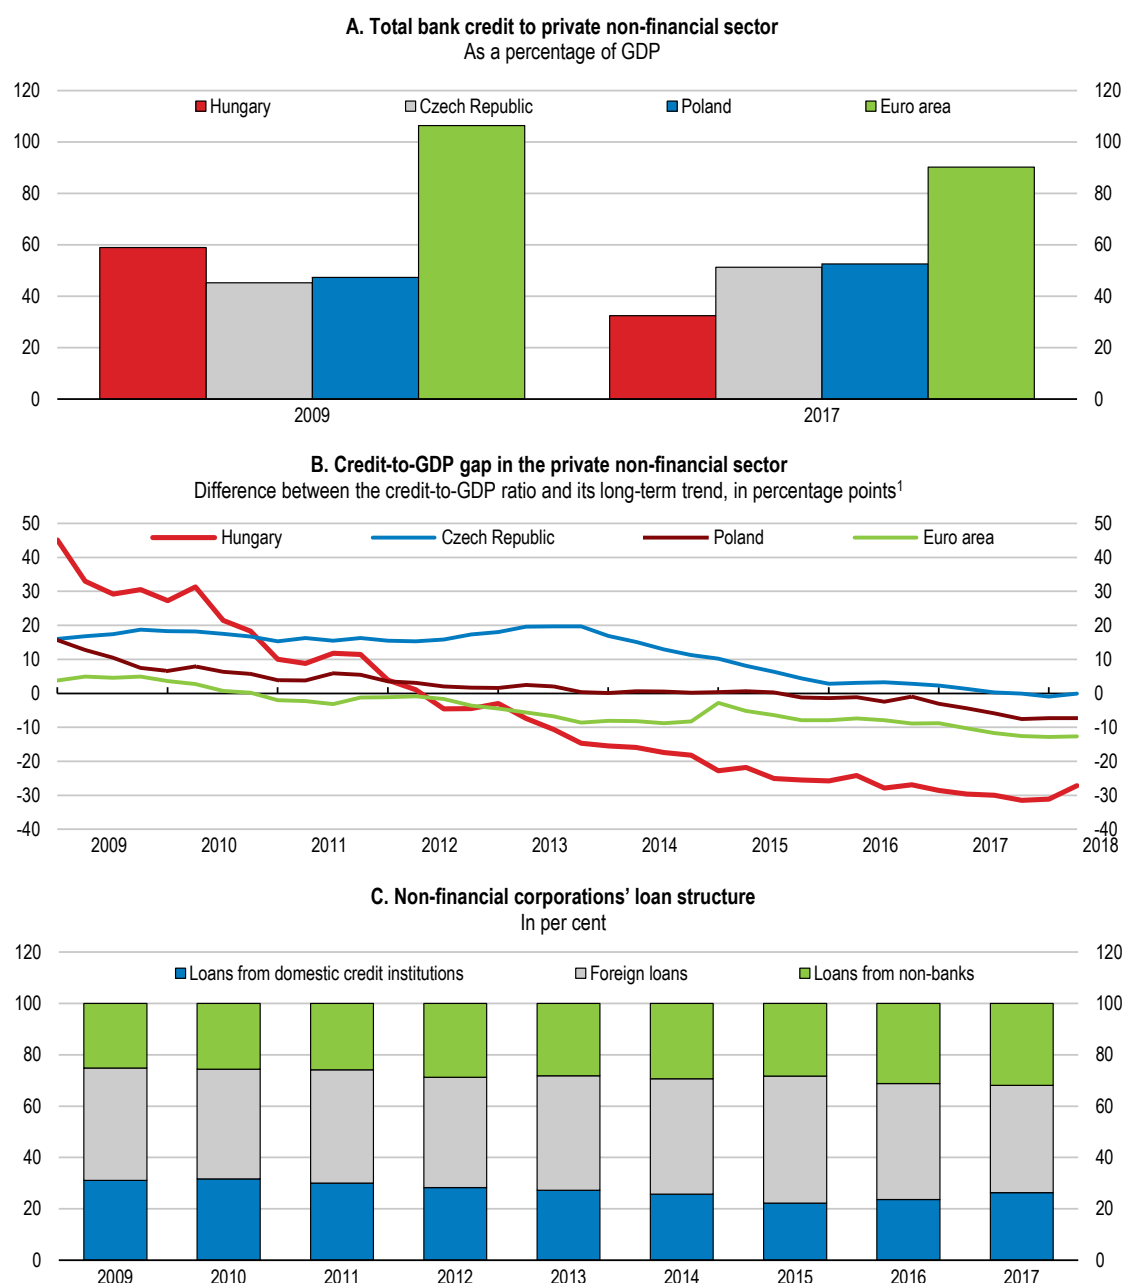 A. Total bank credit to private non-financial sector
As a percentage of GDP
120 120
Hungary Czech Republic Poland Euro area
100 100
80 80
60 60
40 40
20 20
0 0
2009 2017
B. Credit-to-GDP gap in the private non-financial sector
Difference between the credit-to-GDP ratio and its long-term trend, in percentage points¹
50 50
Hungary Czech Republic Poland Euro area
40 40
30 30
20 20
10 10
0 0
-10 -10
-20 -20
-30 -30
-40 -40
2009 2010 2011 2012 2013 2014 2015 2016 2017 2018
C. Non-financial corporations' loan structure
In per cent
120 120
Loans from domestic credit institutions Foreign loans Loans from non-banks
100 100
80 80
60 60
40 40
20 20
0 0
2009 2010 2011 2012 2013 2014 2015 2016 2017